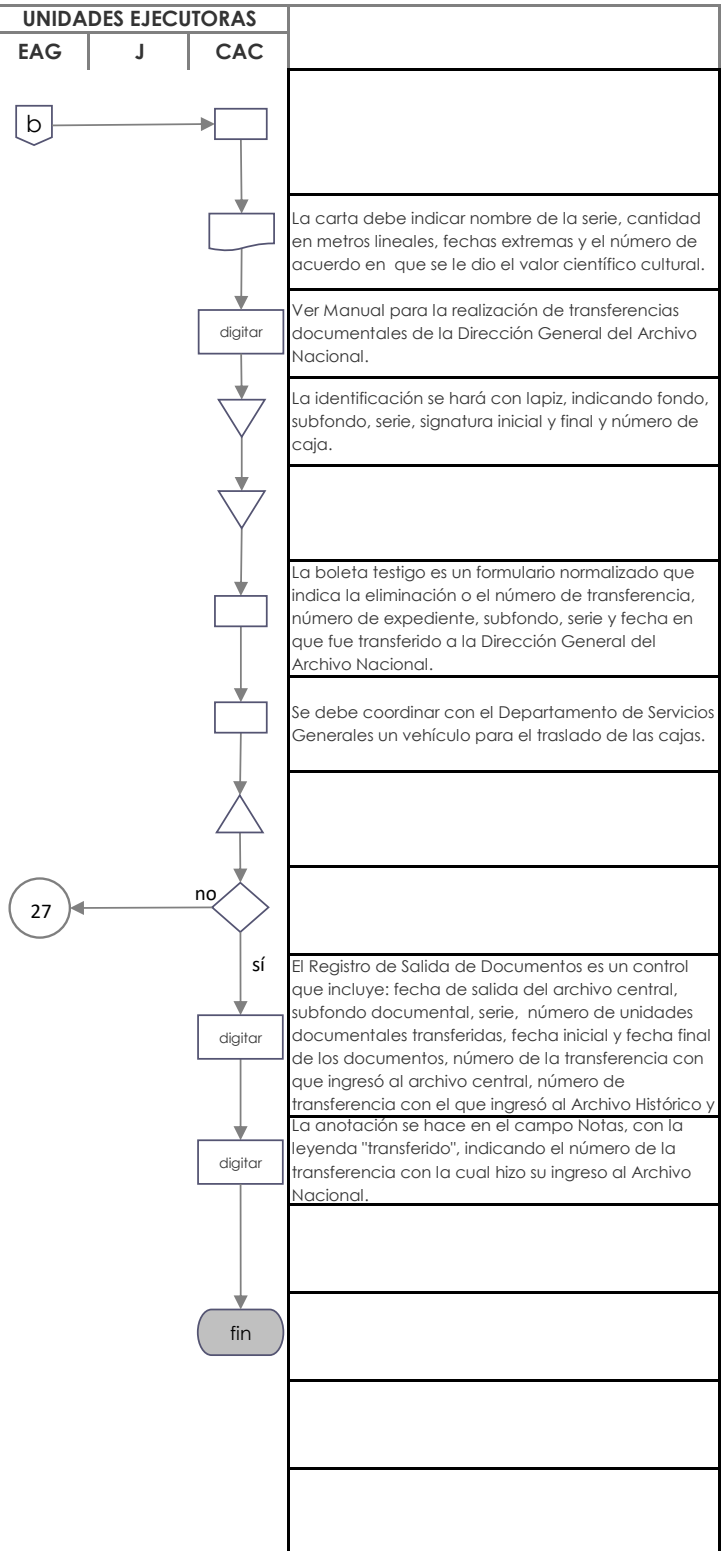 UNIDADES EJECUTORAS
EAG J CAC
b
La carta debe indicar nombre de la serie, cantidad
en metros lineales, fechas extremas y el número de
acuerdo en que se le dio el valor científico cultural.
digitar
Ver Manual para la realización de transferencias
documentales de la Dirección General del Archivo
Nacional.
La identificación se hará con lapiz, indicando fondo,
subfondo, serie, signatura inicial y final y número de
caja.
La boleta testigo es un formulario normalizado que
indica la eliminación o el número de transferencia,
número de expediente, subfondo, serie y fecha en
que fue transferido a la Dirección General del
Archivo Nacional.
Se debe coordinar con el Departamento de Servicios
Generales un vehículo para el traslado de las cajas.
27
no
sí
digitar
El Registro de Salida de Documentos es un control
que incluye: fecha de salida del archivo central,
subfondo documental, serie, número de unidades
documentales transferidas, fecha inicial y fecha final
de los documentos, número de la transferencia con
que ingresó al archivo central, número de
transferencia con el que ingresó al Archivo Histórico y
digitar
La anotación se hace en el campo Notas, con la
leyenda "transferido", indicando el número de la
transferencia con la cual hizo su ingreso al Archivo
Nacional.
fin